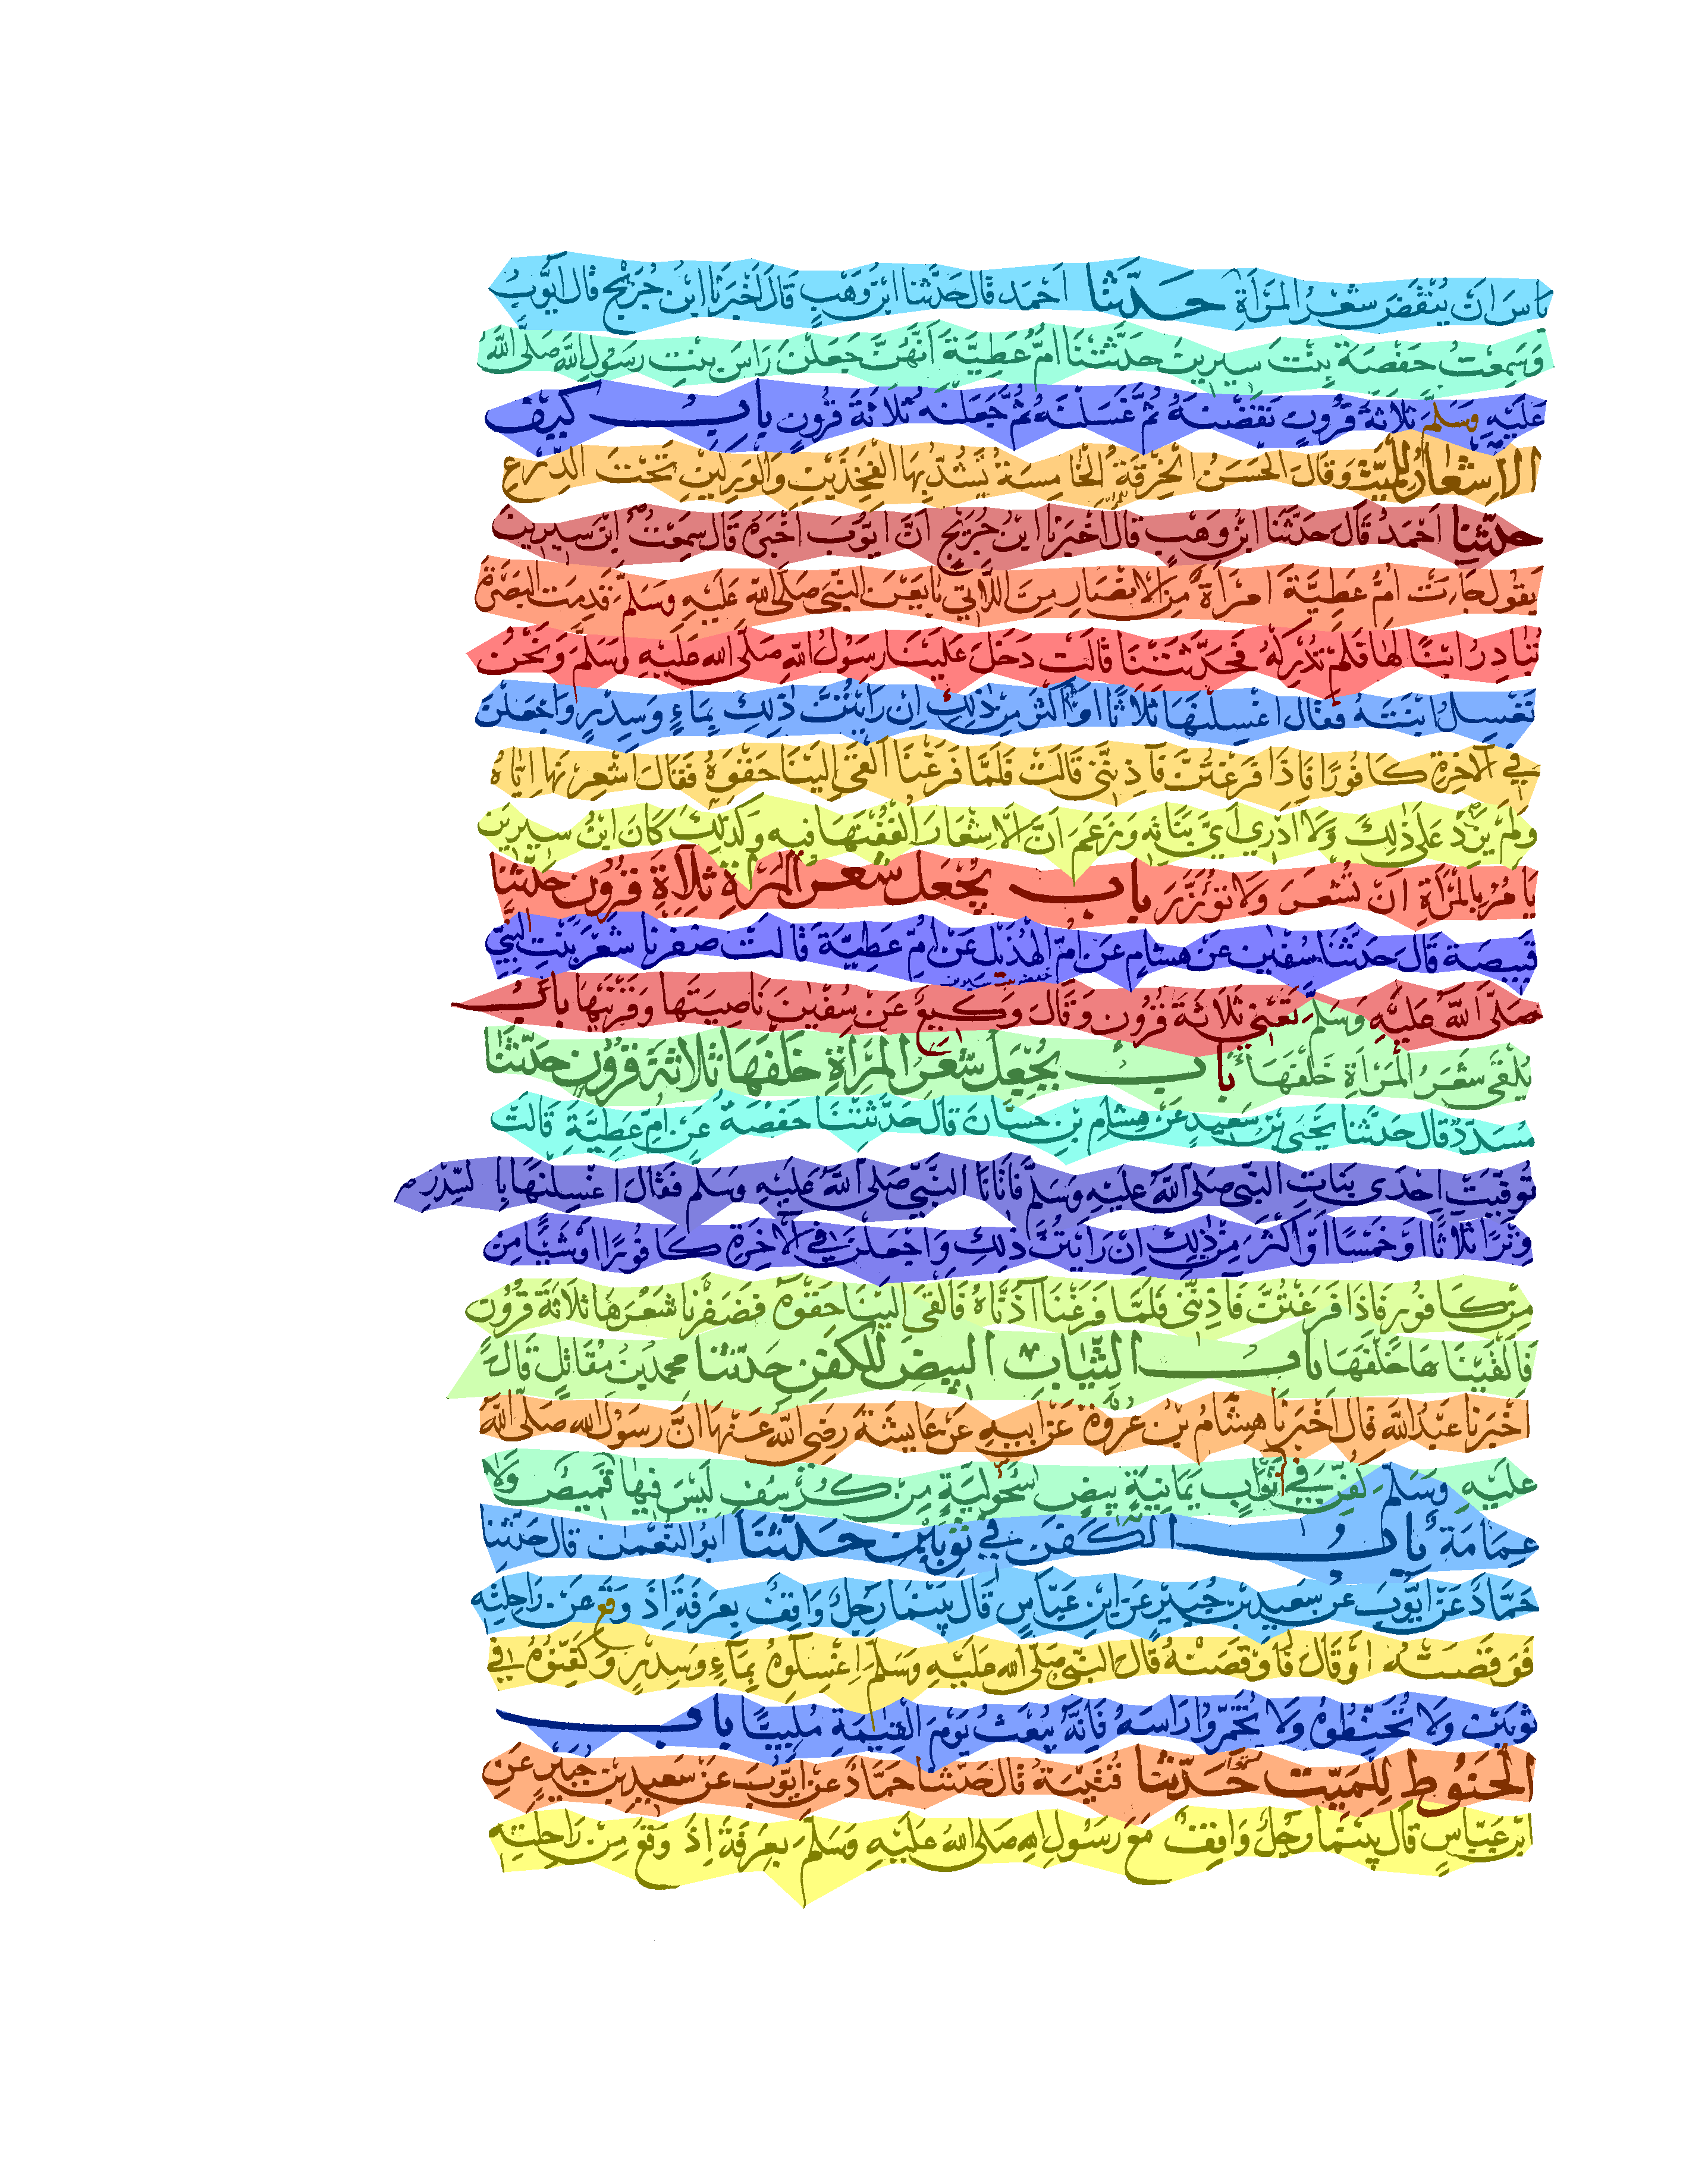 باس ان ينقض شعر المرأة حدثنا احمد قال حدثنا ابن وهب قال اخبرنا ابن جريج قال ايوب
وسمعت حفصة بنت سيرين حدثتنا ام عطية انهن جعلن راس بنت رسول الله صلى الله
عليه وسلم ثلاثة قرون نقضنه ثم غسلنه ثم جعلنه ثلاثة قرون باب كيف
الاشعار للميت وقال الحسن الخرقة الخامسة يشد بها الفخذين والوركين تحت الدرع
حدثنا احمد قال حدثنا ابن وهب قال اخبرنا ابن جريج ان ايوب اخبره قال سمعت ابن سيرين
يقول جاءت ام عطية امرأة من الانصار من اللاتي بايعن النبي صلى الله عليه وسلم قدمت البصرة
تبادر ابنا لها فلم تدركه فحدثتنا قالت دخل علينا رسول الله صلى الله عليه وسلم ونحن
نغسل ابنته فقال اغسلنها ثلاثا او اكثر من ذلك ان رايتن ذلك بماء وسدر واجعلن
في الآخرة كافورا فاذا فرغتن فآذنني قالت فلما فرغنا القى الينا حقوه فقال اشعرنها اياه
ولم يزد على ذلك ولا ادري اي بناته وزعم ان الاشعار الففنها فيه وكذلك كان ابن سيرين
يامر بالمرأة ان تشعر ولا توزر باب يجعل شعر المرأة ثلاثة قرون حدثنا
قبيصة قال حدثنا سفين عن هشام عن ام الهذيل عن ام عطية قالت ضفرنا شعر بنت النبي
صلى الله عليه وسلم تعني ثلاثة قرون وقال وكيع عن سفين ناصيتها وقرنيها باب
يلقى شعر المرأة خلفها باب يجعل شعر المرأة خلفها ثلاثة قرون حدثنا
مسدد قال حدثنا يحيى بن سعيد عن هشام بن حسان قال حدثتنا حفصة عن ام عطية قالت
توفيت احدى بنات النبي صلى الله عليه وسلم فاتانا النبي صلى الله عليه وسلم فقال اغسلنها بالسدر
وترا ثلاثا او خمسا او اكثر من ذلك ان رايتن ذلك واجعلن في الآخرة كافورا او شيئا من
من كافور فاذا فرغتن فآذنني فلما فرغنا آذناه فالقى الينا حقوه فضفرنا شعرها ثلاثة قرون
فالقيناها خلفها باب الثياب البيض للكفن حدثنا محمد بن مقاتل قال
اخبرنا عبد الله قال اخبرنا هشام بن عروة عن ابيه عن عايشة رضي الله عنها ان رسول الله صلى الله
عليه وسلم كفن في اثواب يمانية بيض سحولية من كرسف ليس فيها قميص ولا
عمامة باب الكفن في ثوبين حدثنا ابو النعمن قال حدثنا
حماد عن ايوب عن سعيد بن جبير عن ابن عباس قال بينما رجل واقف بعرفة اذ وقع عن راحلته
فوقصته او قال فاوقصته قال النبي صلى الله عليه وسلم اغسلوه بماء وسدر وكفنوه في
ثوبين ولا تحنطوه ولا تخمروا راسه فانه يبعث يوم القيمة ملبيا باب
الحنوط للميت حدثنا قتيبة قال حدثنا حماد عن ايوب عن سعيد بن جبير عن
ابن عباس قال بينما رجل واقف مع رسول الله صلى الله عليه وسلم بعرفة اذ وقع من راحلته